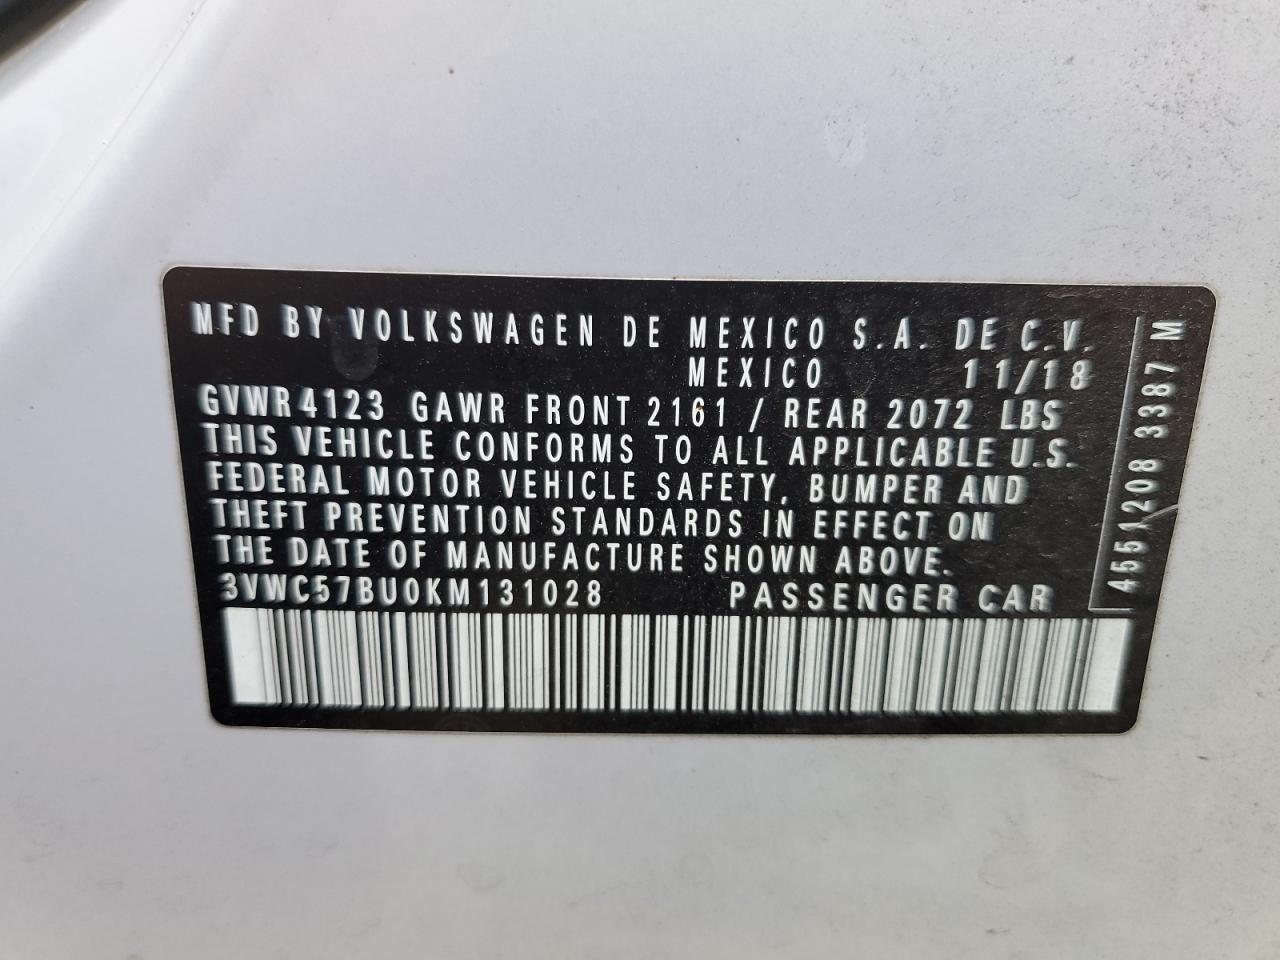 MFD BY VOLKSWAGEN DE MEXICO S.A. DE C.V.
MEXICO 11/18
GVWR 4123 GAWR FRONT 2161 / REAR 2072 LBS
THIS VEHICLE CONFORMS TO ALL APPLICABLE U.S.
FEDERAL MOTOR VEHICLE SAFETY, BUMPER AND
THEFT PREVENTION STANDARDS IN EFFECT ON
THE DATE OF MANUFACTURE SHOWN ABOVE.
3VWC57BU0KM131028 PASSENGER CAR
4551208 3387 M